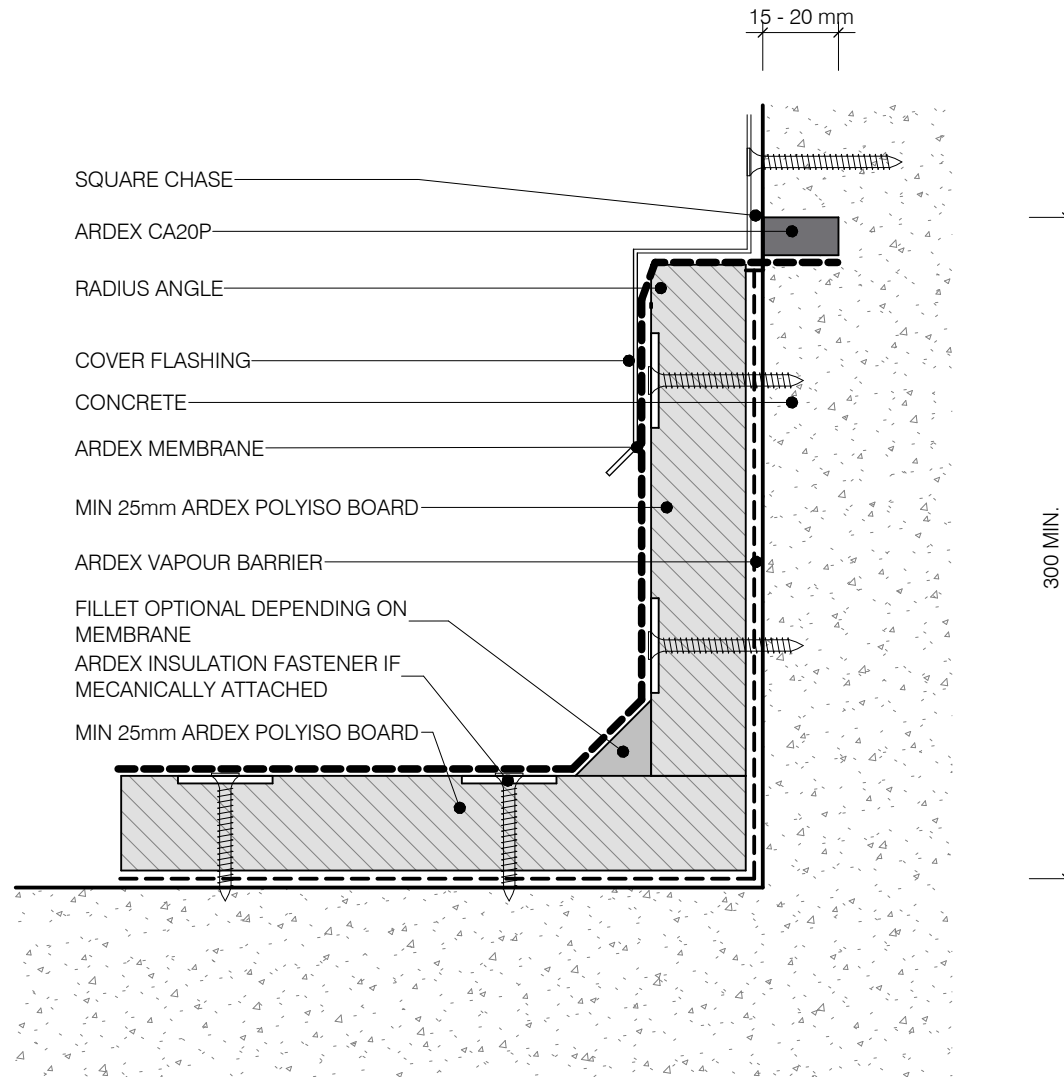 15 - 20 mm
SQUARE CHASE
ARDEX CA20P
RADIUS ANGLE
COVER FLASHING
CONCRETE
ARDEX MEMBRANE
MIN 25mm ARDEX POLYISO BOARD
ARDEX VAPOUR BARRIER
FILLET OPTIONAL DEPENDING ON
MEMBRANE
ARDEX INSULATION FASTENER IF
MECANICALLY ATTACHED
MIN 25mm ARDEX POLYISO BOARD
300 MIN.